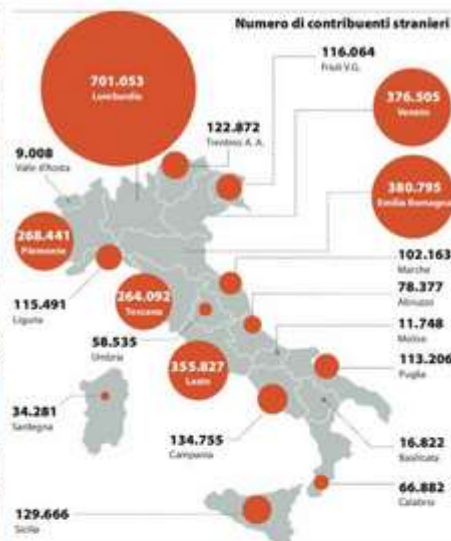 Numero di contribuenti stranieri
116.064
Friuli V.G.
701.053
Lombardia
376.505
Veneto
122.872
Trentino A. A.
9.008
Valle d'Aosta
380.795
Emilia Romagna
268.441
Piemonte
102.163
Marche
264.092
Toscana
78.377
Abruzzo
115.491
Liguria
58.535
Umbria
11.748
Molise
355.827
Lazio
113.206
Puglia
34.281
Sardegna
134.755
Campania
16.822
Basilicata
66.882
Calabria
129.666
Sicilia